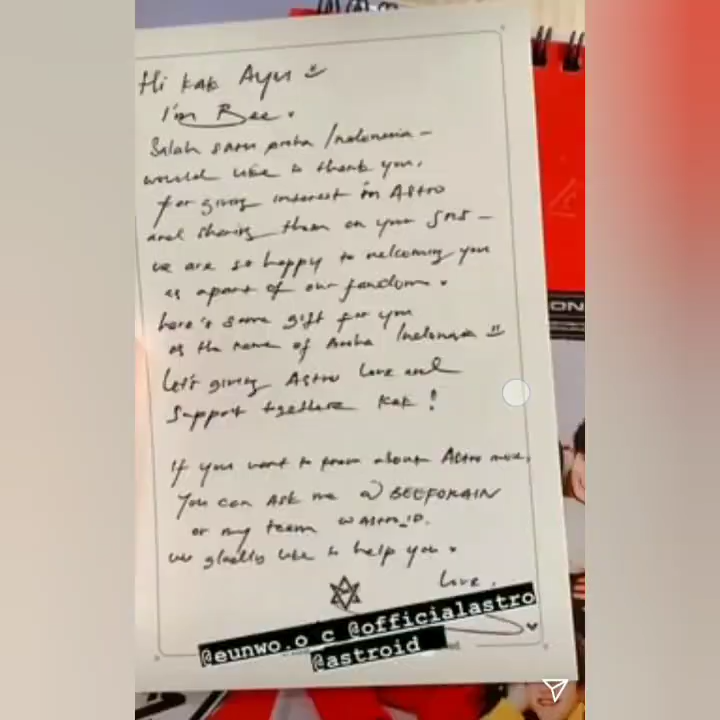 Hi kak Ayu
I'm Bee.
Salah satu aroha Indonesia –
would like to thank you,
for giving interest in Astro
and sharing them on your SNS –
we are so happy to welcoming you
as apart of our fandom.
here's some gift for you
as the name of Aroha Indonesia
Let's giving Astro love and
support together kak!
If you want to know about Astro more,
You can ask me @BEEFORAIN
or my team @Astro_ID.
we gladly like to help you.
love,
@eunwo.o_c @officialastro
@astroid
ON